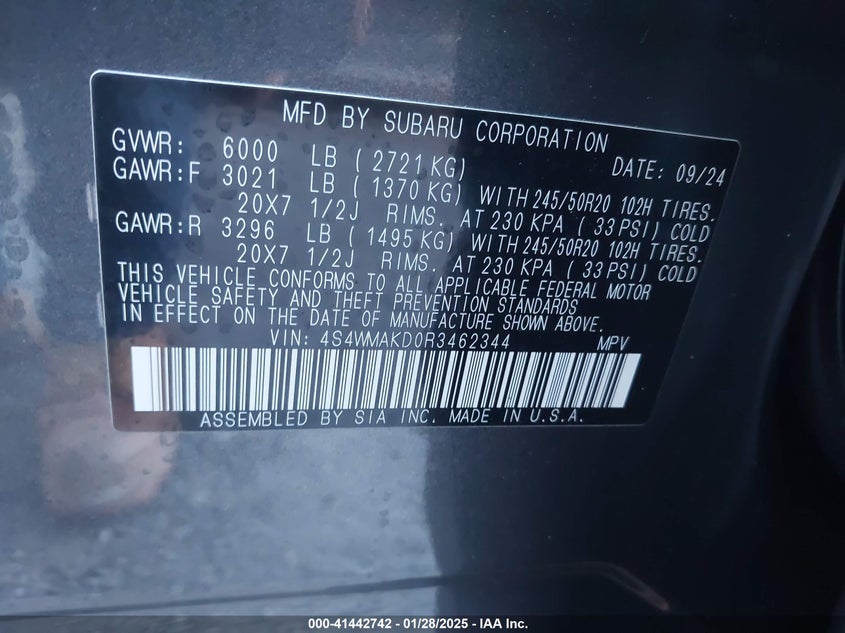 MFD BY SUBARU CORPORATION
GVWR: 6000 LB ( 2721 KG) DATE: 09/24
GAWR:F 3021 LB ( 1370 KG) WITH 245/50R20 102H TIRES.
20X7 1/2J RIMS. AT 230 KPA ( 33 PSI) COLD
GAWR:R 3296 LB ( 1495 KG) WITH 245/50R20 102H TIRES.
20X7 1/2J RIMS. AT 230 KPA ( 33 PSI) COLD
THIS VEHICLE CONFORMS TO ALL APPLICABLE FEDERAL MOTOR
VEHICLE SAFETY AND THEFT PREVENTION STANDARDS
IN EFFECT ON THE DATE OF MANUFACTURE SHOWN ABOVE.
VIN: 4S4WMAKD0R3462344 MPV
ASSEMBLED BY SIA INC. MADE IN U.S.A.
000-41442742 / 01/28/2025 - IAA Inc.